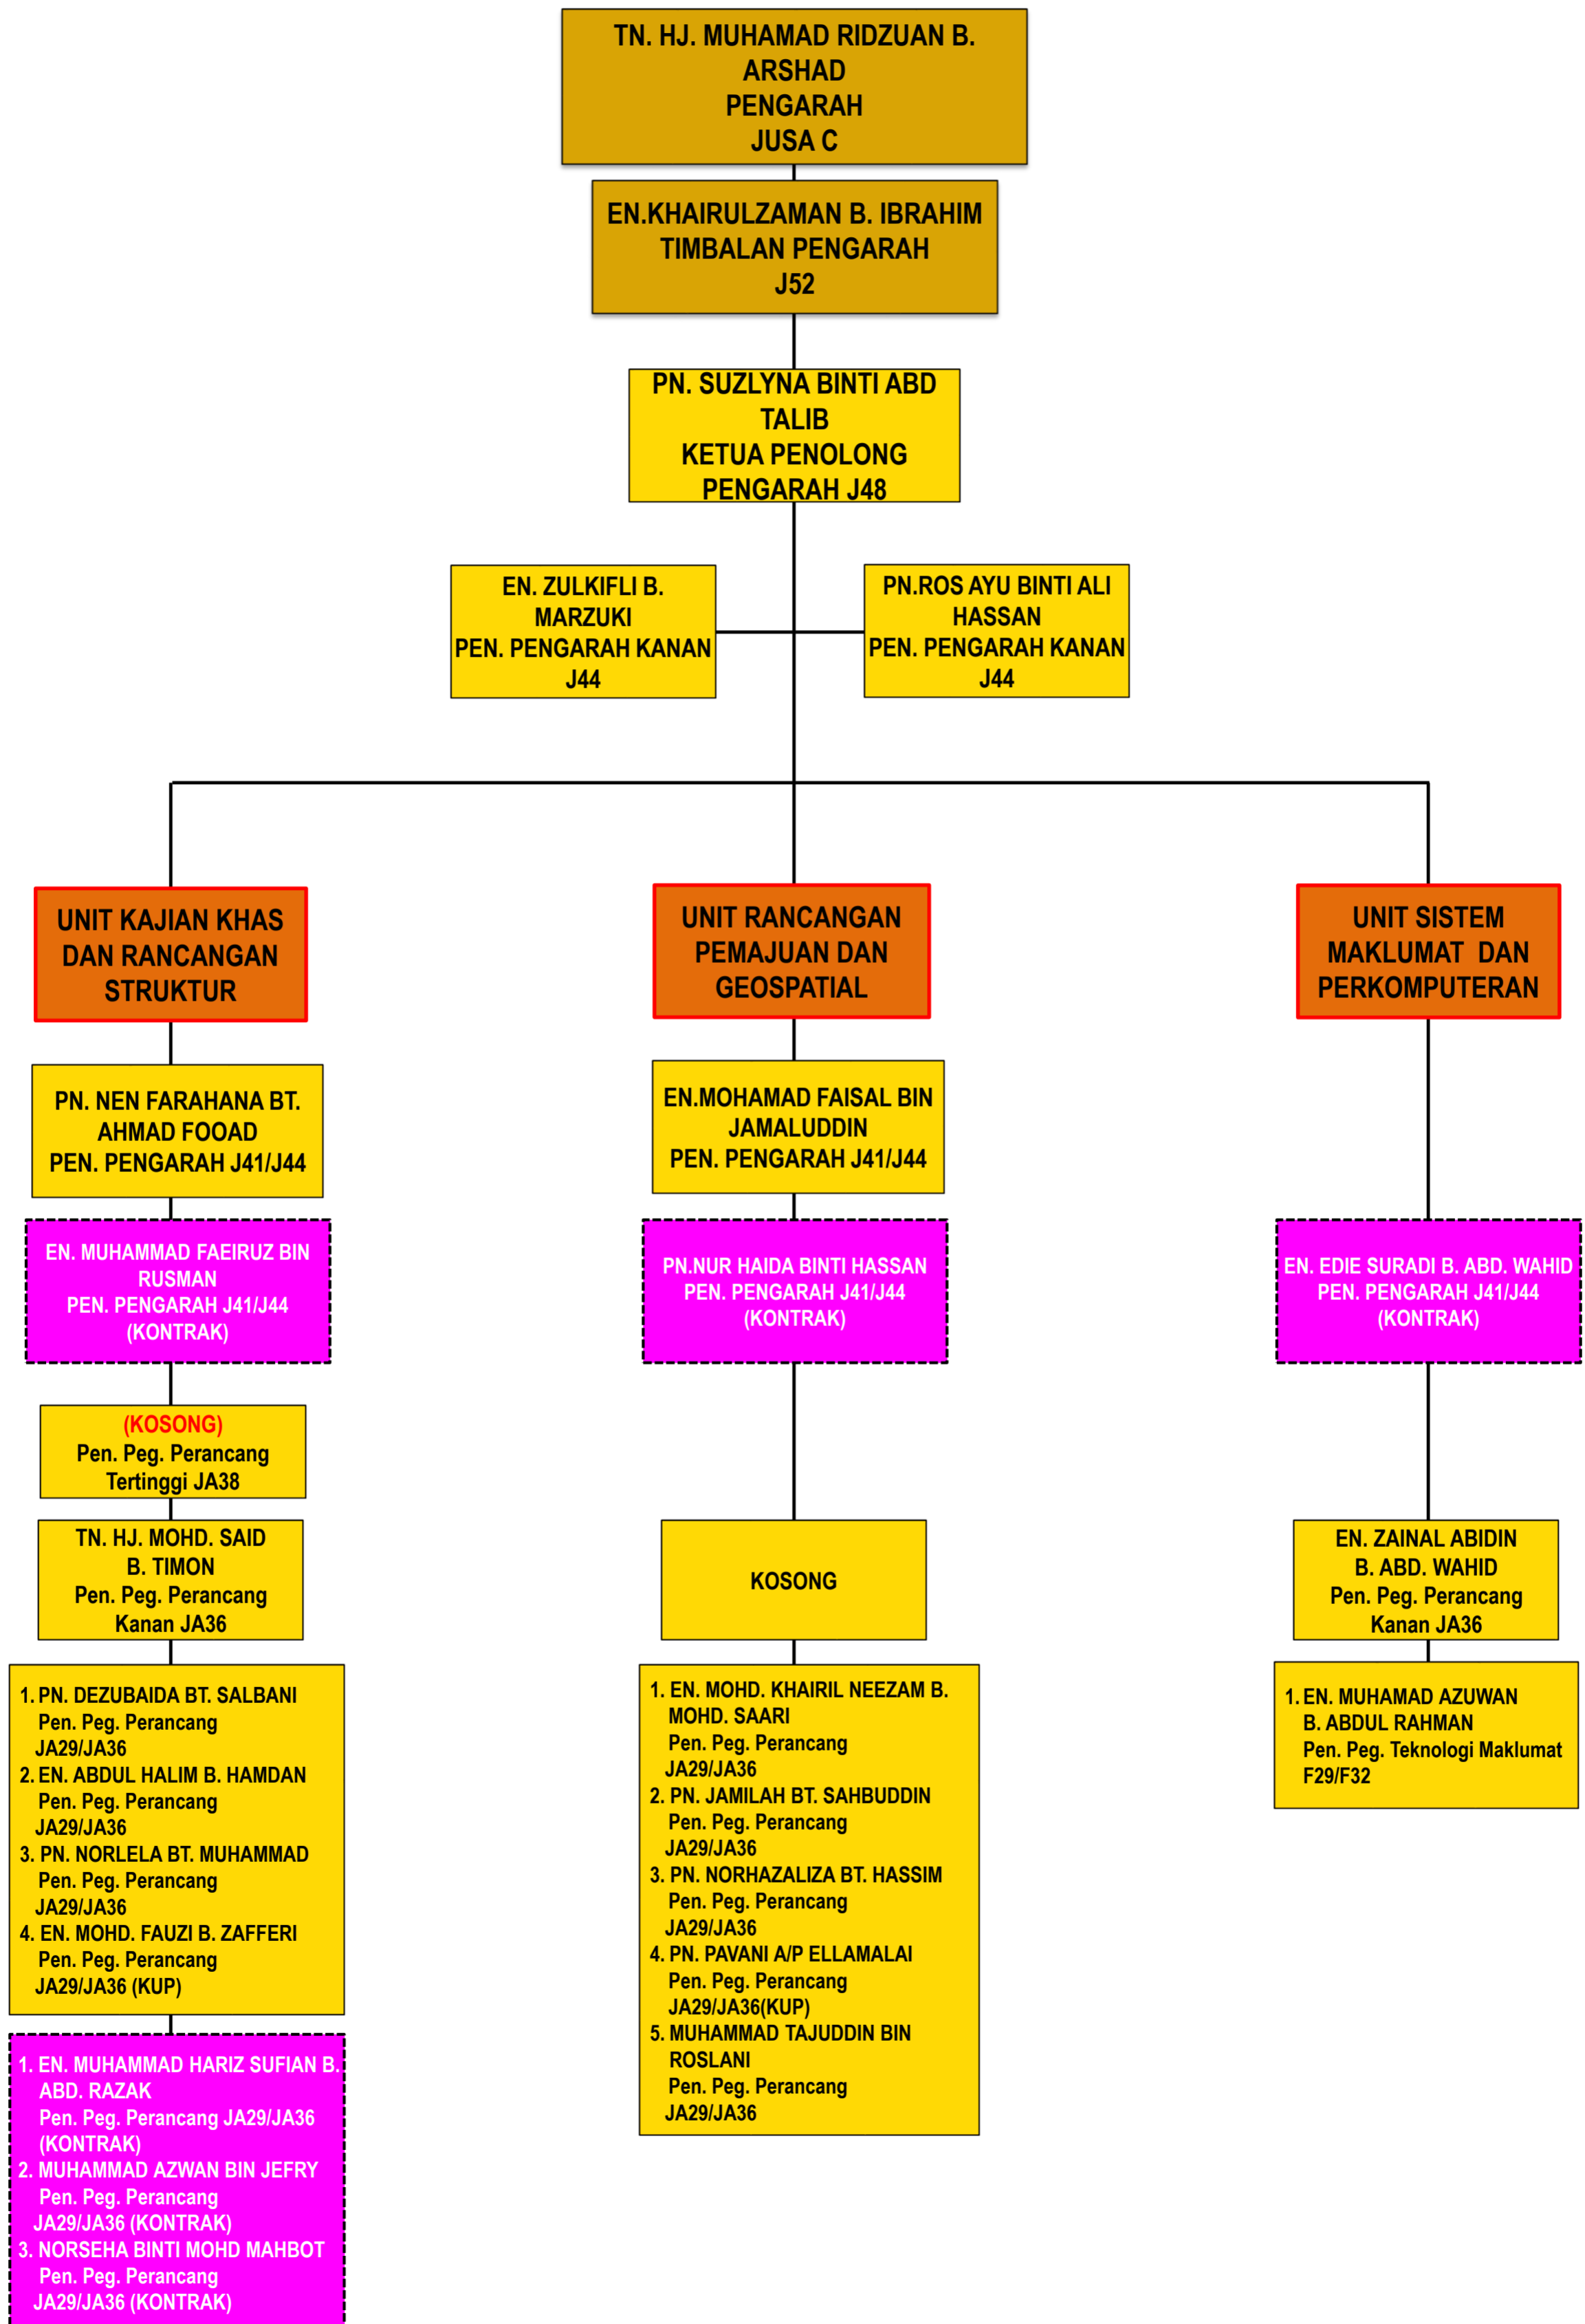 TN. HJ. MUHAMAD RIDZUAN B.
ARSHAD
PENGARAH
JUSA C
EN.KHAIRULZAMAN B. IBRAHIM
TIMBALAN PENGARAH
J52
PN. SUZLYNA BINTI ABD
TALIB
KETUA PENOLONG
PENGARAH J48
EN. ZULKIFLI B.
MARZUKI
PEN. PENGARAH KANAN
J44
PN.ROS AYU BINTI ALI
HASSAN
PEN. PENGARAH KANAN
J44
UNIT KAJIAN KHAS
DAN RANCANGAN
STRUKTUR
PN. NEN FARAHANA BT.
AHMAD FOOAD
PEN. PENGARAH J41/J44
EN. MUHAMMAD FAEIRUZ BIN
RUSMAN
PEN. PENGARAH J41/J44
(KONTRAK)
(KOSONG)
Pen. Peg. Perancang
Tertinggi JA38
TN. HJ. MOHD. SAID
B. TIMON
Pen. Peg. Perancang
Kanan JA36
1. PN. DEZUBAIDA BT. SALBANI
Pen. Peg. Perancang
JA29/JA36
2. EN. ABDUL HALIM B. HAMDAN
Pen. Peg. Perancang
JA29/JA36
3. PN. NORLELA BT. MUHAMMAD
Pen. Peg. Perancang
JA29/JA36
4. EN. MOHD. FAUZI B. ZAFFERI
Pen. Peg. Perancang
JA29/JA36 (KUP)
1. EN. MUHAMMAD HARIZ SUFIAN B.
ABD. RAZAK
Pen. Peg. Perancang JA29/JA36
(KONTRAK)
2. MUHAMMAD AZWAN BIN JEFRY
Pen. Peg. Perancang
JA29/JA36 (KONTRAK)
3. NORSEHA BINTI MOHD MAHBOT
Pen. Peg. Perancang
JA29/JA36 (KONTRAK)
UNIT RANCANGAN
PEMAJUAN DAN
GEOSPATIAL
EN.MOHAMAD FAISAL BIN
JAMALUDDIN
PEN. PENGARAH J41/J44
PN.NUR HAIDA BINTI HASSAN
PEN. PENGARAH J41/J44
(KONTRAK)
KOSONG
1. EN. MOHD. KHAIRIL NEEZAM B.
MOHD. SAARI
Pen. Peg. Perancang
JA29/JA36
2. PN. JAMILAH BT. SAHBUDDIN
Pen. Peg. Perancang
JA29/JA36
3. PN. NORHAZALIZA BT. HASSIM
Pen. Peg. Perancang
JA29/JA36
4. PN. PAVANI A/P ELLAMALAI
Pen. Peg. Perancang
JA29/JA36(KUP)
5. MUHAMMAD TAJUDDIN BIN
ROSLANI
Pen. Peg. Perancang
JA29/JA36
UNIT SISTEM
MAKLUMAT DAN
PERKOMPUTERAN
EN. EDIE SURADI B. ABD. WAHID
PEN. PENGARAH J41/J44
(KONTRAK)
EN. ZAINAL ABIDIN
B. ABD. WAHID
Pen. Peg. Perancang
Kanan JA36
1. EN. MUHAMAD AZUWAN
B. ABDUL RAHMAN
Pen. Peg. Teknologi Maklumat
F29/F32